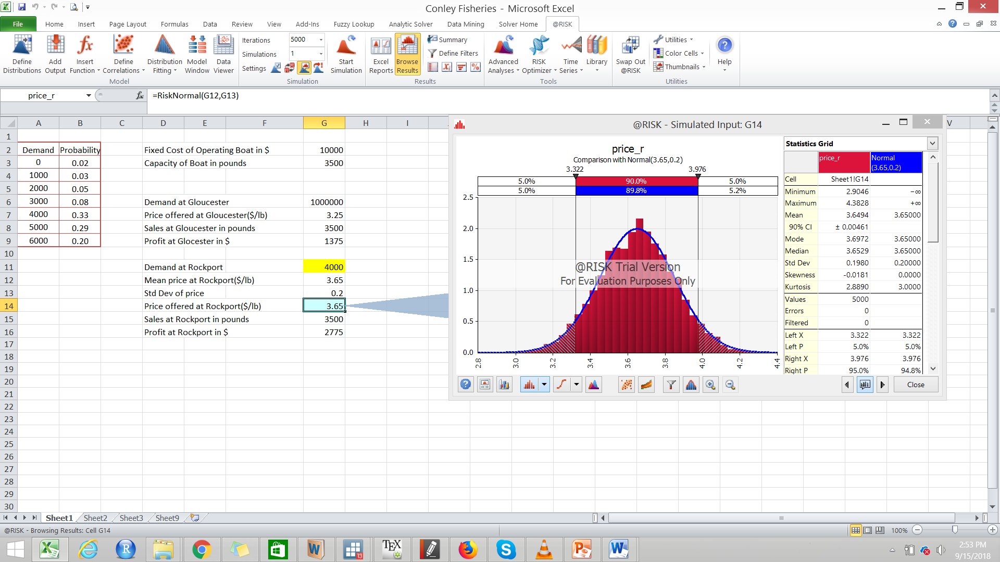 Conley Fisheries - Microsoft Excel
File Home Insert Page Layout Formulas Data Review View Add-Ins Fuzzy Lookup Analytic Solver Data Mining Solver Home @RISK
Define Distributions
Add Output
Insert Function
Define Correlations
Distribution Fitting
Model Window
Data Viewer
Model
Iterations 5000
Simulations 1
Settings
Start Simulation
Simulation
Excel Reports
Browse Results
Summary
Define Filters
Results
Advanced Analyses
RISK Optimizer
Time Series
Library
Tools
Swap Out @RISK
Utilities
Color Cells
Thumbnails
Utilities
Help
price_r fx =RiskNormal(G12,G13)
A B C D E F G H I V
1
2 Demand Probability Fixed Cost of Operating Boat in $ 10000
3 0 0.02 Capacity of Boat in pounds 3500
4 1000 0.03
5 2000 0.05
6 3000 0.08 Demand at Gloucester 1000000
7 4000 0.33 Price offered at Gloucester($/lb) 3.25
8 5000 0.29 Sales at Gloucester in pounds 3500
9 6000 0.20 Profit at Glocester in $ 1375
10
11 Demand at Rockport 4000
12 Mean price at Rockport($/lb) 3.65
13 Std Dev of price 0.2
14 Price offered at Rockport($/lb) 3.65
15 Sales at Rockport in pounds 3500
16 Profit at Rockport in $ 2775
17
18
19
20
21
22
23
24
25
26
27
28
29
30
@RISK - Simulated Input: G14
price_r
Comparison with Normal(3.65,0.2)
3.322 3.976
5.0% 90.0% 5.0%
5.0% 89.8% 5.2%
2.5
2.0
1.5
1.0
0.5
0.0
2.8 3.0 3.2 3.4 3.6 3.8 4.0 4.2 4.4
@RISK Trial Version
For Evaluation Purposes Only
Statistics Grid
price_r Normal (3.65,0.2)
Cell Sheet1!G14
Minimum 2.9046 −∞
Maximum 4.3828 +∞
Mean 3.6494 3.65000
90% CI ± 0.00461
Mode 3.6972 3.65000
Median 3.6529 3.65000
Std Dev 0.1980 0.20000
Skewness -0.0181 0.0000
Kurtosis 2.8890 3.0000
Values 5000
Errors 0
Filtered 0
Left X 3.322 3.322
Left P 5.0% 5.0%
Right X 3.976 3.976
Right P 95.0% 94.8%
Close
Sheet1 Sheet2 Sheet3 Sheet9
@RISK - Browsing Results: Cell G14
100%
2:53 PM
9/15/2018